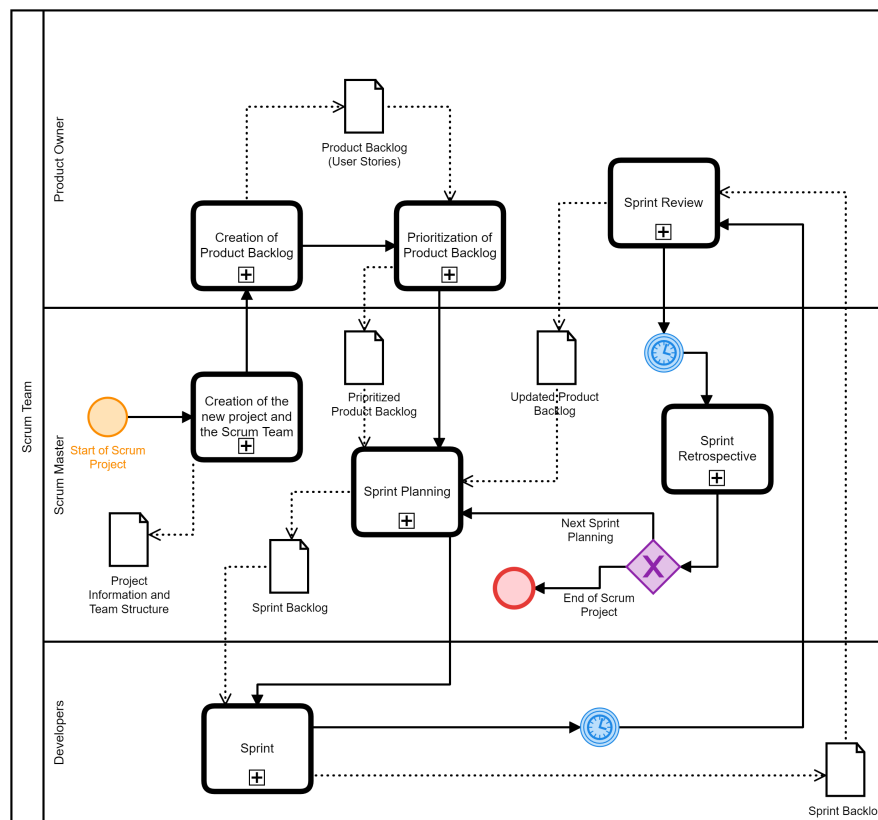 Scrum Team
Product Owner
Product Backlog
(User Stories)
Creation of
Product Backlog
Prioritization of
Product Backlog
Sprint Review
Scrum Master
Start of Scrum
Project
Creation of the
new project and
the Scrum Team
Prioritized
Product Backlog
Updated Product
Backlog
Sprint
Retrospective
Sprint Planning
Next Sprint
Planning
X
End of Scrum
Project
Project
Information and
Team Structure
Sprint Backlog
Developers
Sprint
Sprint Backlo